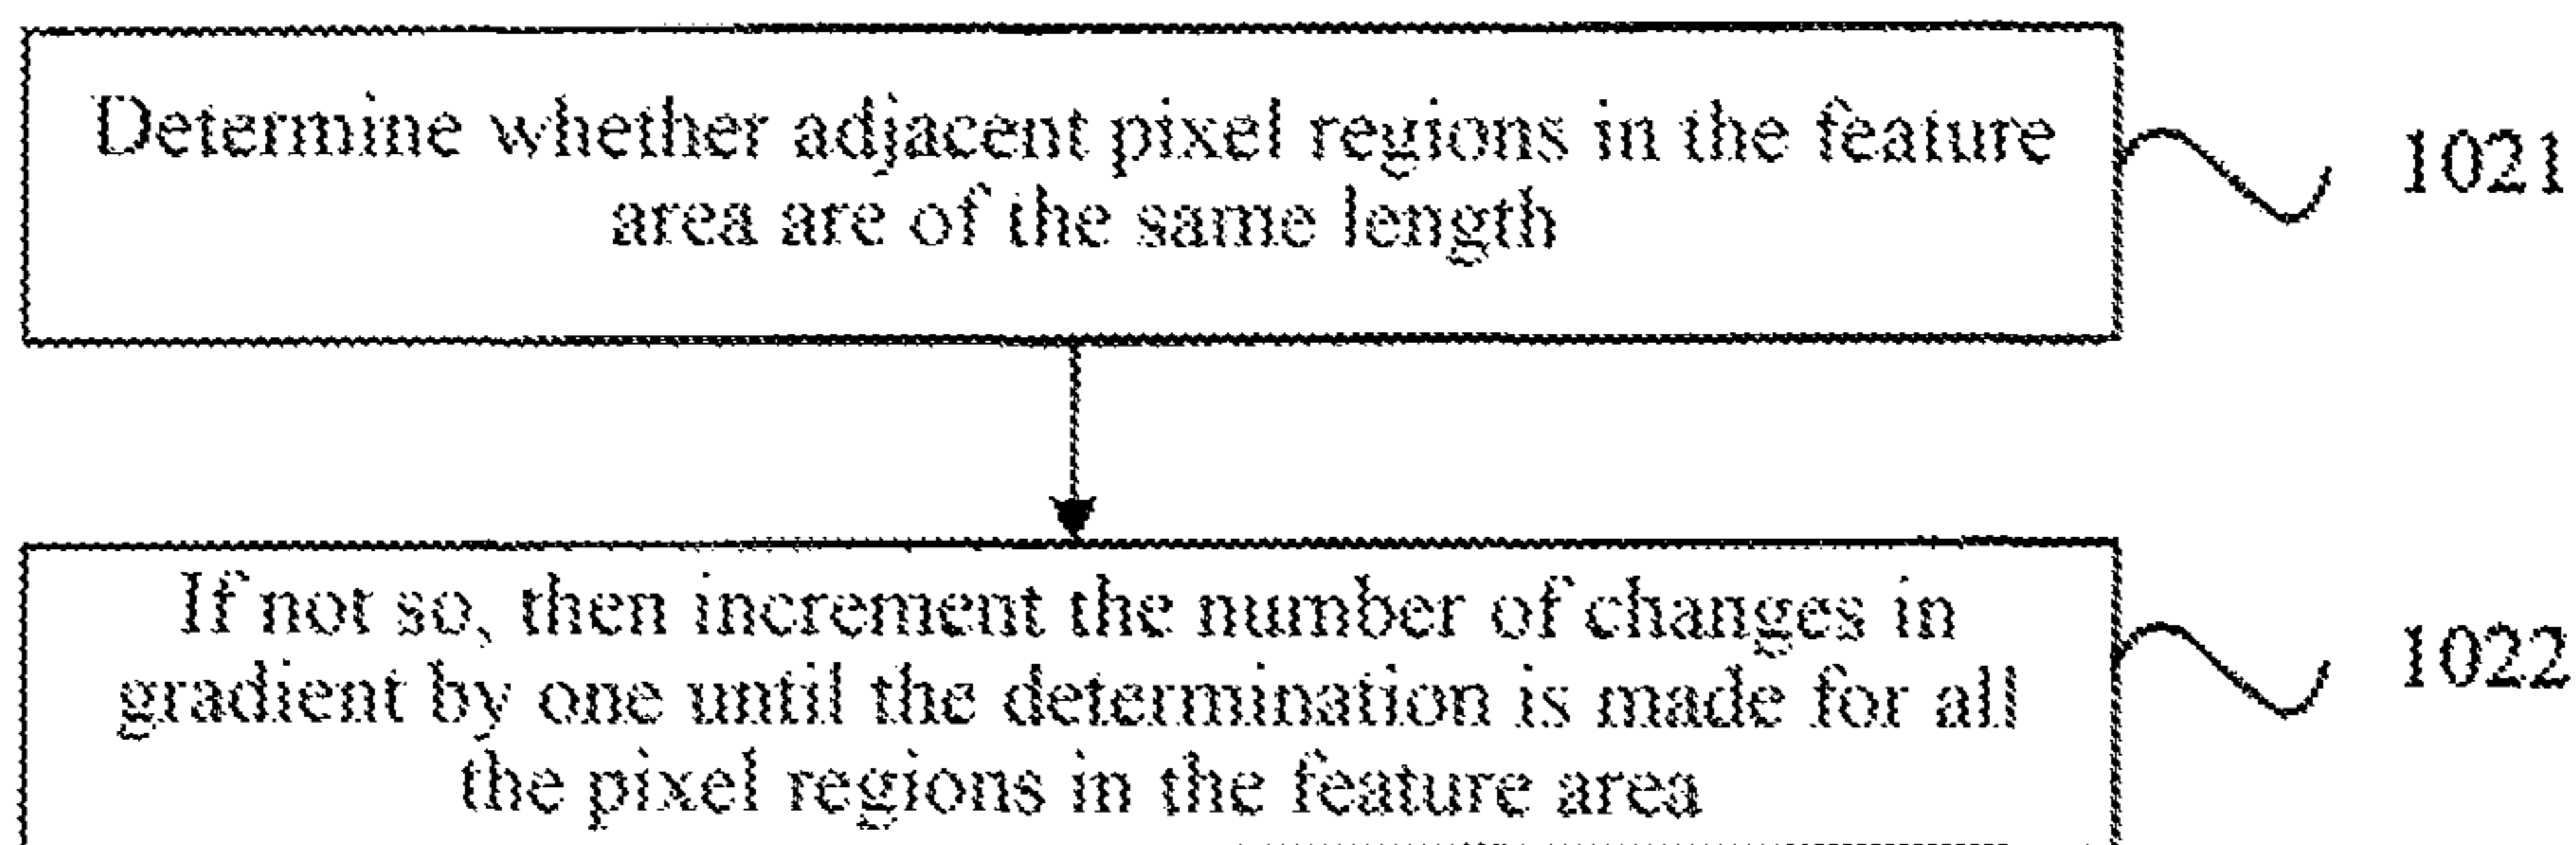 Determine whether adjacent pixel regions in the feature
area are of the same length
1021
If not so, then increment the number of changes in
gradient by one until the determination is made for all
the pixel regions in the feature area
1022